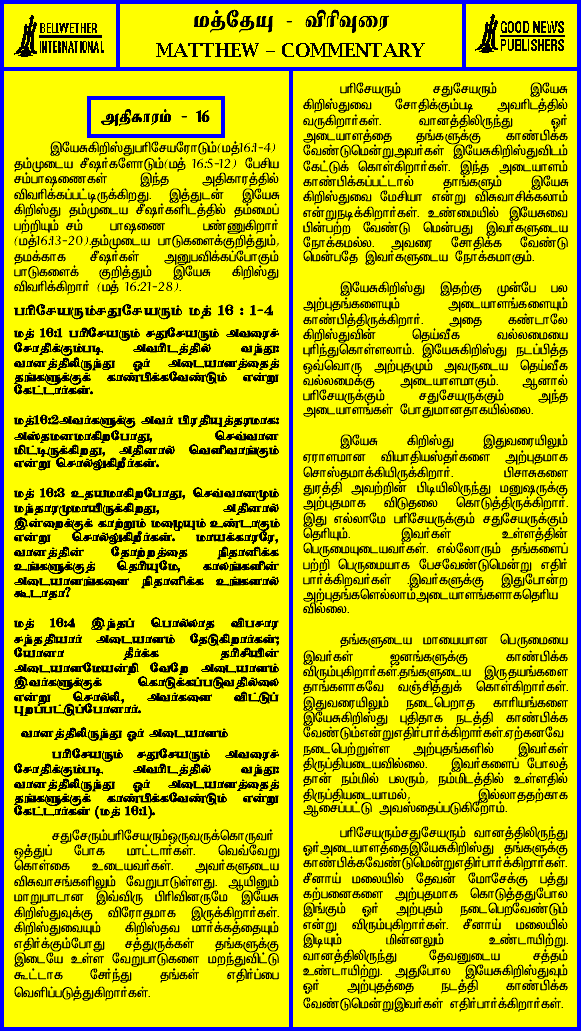 BELLWETHER
INTERNATIONAL
மத்தேயு - விரிவுரை
MATTHEW – COMMENTARY
GOOD NEWS
PUBLISHERS
அதிகாரம் - 16
இயேசுகிறிஸ்துபரிசேயரோடும்(மத்16:1-4)
தம்முடைய சீஷர்களோடும்(மத் 16:5-12) பேசிய
சம்பாஷணைகள் இந்த அதிகாரத்தில்
விவரிக்கப்பட்டிருக்கிறது. இத்துடன் இயேசு
கிறிஸ்து தம்முடைய சீஷர்களிடத்தில் தம்மைப்
பற்றியும் சம் பாஷணை பண்ணுகிறார்
(மத்16:13-20).தம்முடைய பாடுகளைக்குறித்தும்,
தமக்காக சீஷர்கள் அனுபவிக்கப்போகும்
பாடுகளைக் குறித்தும் இயேசு கிறிஸ்து
விவரிக்கிறார் (மத் 16:21-28).
பரிசேயரும்சதுசேயரும் மத் 16 : 1-4
மத் 16:1 பரிசேயரும் சதுசேயரும் அவரைச்
சோதிக்கும்படி அவரிடத்தில் வந்து:
வானத்திலிருந்து ஓர் அடையாளத்தைத்
தங்களுக்குக் காண்பிக்கவேண்டும் என்று
கேட்டார்கள்.
மத்16:2அவர்களுக்கு அவர் பிரதியுத்தரமாக:
அஸ்தமனமாகிறபோது, செவ்வான
மிட்டிருக்கிறது, அதினால் வெளிவாங்கும்
என்று சொல்லுகிறீர்கள்.
மத் 16:3 உதயமாகிறபோது, செவ்வானமும்
மந்தாரமுமாயிருக்கிறது, அதினால்
இன்றைக்குக் காற்றும் மழையும் உண்டாகும்
என்று சொல்லுகிறீர்கள். மாயக்காரரே,
வானத்தின் தோற்றத்தை நிதானிக்க
உங்களுக்குத் தெரியுமே, காலங்களின்
அடையாளங்களை நிதானிக்க உங்களால்
கூடாதா?
மத் 16:4 இந்தப் பொல்லாத விபசார
சந்ததியார் அடையாளம் தேடுகிறார்கள்;
யோனா தீர்க்க தரிசியின்
அடையாளமேயன்றி வேறே அடையாளம்
இவர்களுக்குக் கொடுக்கப்படுவதில்லை
என்று சொல்லி, அவர்களை விட்டுப்
புறப்பட்டுப்போனார்.
வானத்திலிருந்து ஓர் அடையாளம்
பரிசேயரும் சதுசேயரும் அவரைச்
சோதிக்கும்படி அவரிடத்தில் வந்து:
வானத்திலிருந்து ஓர் அடையாளத்தைத்
தங்களுக்குக் காண்பிக்கவேண்டும் என்று
கேட்டார்கள் (மத் 16:1).
சதுசேரும்பரிசேயரும்ஒருவருக்கொருவர்
ஒத்துப் போக மாட்டார்கள். வெவ்வேறு
கொள்கை உடையவர்கள். அவர்களுடைய
விசுவாசங்களிலும் வேறுபாடுள்ளது. ஆயினும்
மாறுபாடான இவ்விரு பிரிவினருமே இயேசு
கிறிஸ்துவுக்கு விரோதமாக இருக்கிறார்கள்.
கிறிஸ்துவையும் கிறிஸ்தவ மார்க்கத்தையும்
எதிர்க்கும்போது சத்துருக்கள் தங்களுக்கு
இடையே உள்ள வேறுபாடுகளை மறந்துவிட்டு
கூட்டாக சேர்ந்து தங்கள் எதிர்ப்பை
வெளிப்படுத்துகிறார்கள்.
பரிசேயரும் சதுசேயரும் இயேசு
கிறிஸ்துவை சோதிக்கும்படி அவரிடத்தில்
வருகிறார்கள். வானத்திலிருந்து ஓர்
அடையாளத்தை தங்களுக்கு காண்பிக்க
வேண்டுமென்றுஅவர்கள் இயேசுகிறிஸ்துவிடம்
கேட்டுக் கொள்கிறார்கள். இந்த அடையாளம்
காண்பிக்கப்பட்டால் தாங்களும் இயேசு
கிறிஸ்துவை மேசியா என்று விசுவாசிக்கலாம்
என்றுநடிக்கிறார்கள். உண்மையில் இயேசுவை
பின்பற்ற வேண்டு மென்பது இவர்களுடைய
நோக்கமல்ல. அவரை சோதிக்க வேண்டு
மென்பதே இவர்களுடைய நோக்கமாகும்.
இயேசுகிறிஸ்து இதற்கு முன்பே பல
அற்புதங்களையும் அடையாளங்களையும்
காண்பித்திருக்கிறார். அதை கண்டாலே
கிறிஸ்துவின் தெய்வீக வல்லமையை
புரிந்துகொள்ளலாம். இயேசுகிறிஸ்து நடப்பித்த
ஒவ்வொரு அற்புதமும் அவருடைய தெய்வீக
வல்லமைக்கு அடையாளமாகும். ஆனால்
பரிசேயருக்கும் சதுசேயருக்கும் அந்த
அடையாளங்கள் போதுமானதாகயில்லை.
இயேசு கிறிஸ்து இதுவரையிலும்
ஏராளமான வியாதியஸ்தர்களை அற்புதமாக
சொஸ்தமாக்கியிருக்கிறார். பிசாசுகளை
துரத்தி அவற்றின் பிடியிலிருந்து மனுஷருக்கு
அற்புதமாக விடுதலை கொடுத்திருக்கிறார்.
இது எல்லாமே பரிசேயருக்கும் சதுசேயருக்கும்
தெரியும். இவர்கள் உள்ளத்தின்
பெருமையுடையவர்கள். எல்லோரும் தங்களைப்
பற்றி பெருமையாக பேசவேண்டுமென்று எதிர்
பார்க்கிறவர்கள் .இவர்களுக்கு இதுபோன்ற
அற்புதங்களெல்லாம்அடையாளங்களாகதெரிய
வில்லை.
தங்களுடைய மாயையான பெருமையை
இவர்கள் ஜனங்களுக்கு காண்பிக்க
விரும்புகிறார்கள்.தங்களுடைய இருதயங்களை
தாங்களாகவே வஞ்சித்துக் கொள்கிறார்கள்.
இதுவரையிலும் நடைபெறாத காரியங்களை
இயேசுகிறிஸ்து புதிதாக நடத்தி காண்பிக்க
வேண்டும்என்றுஎதிர்பார்க்கிறார்கள்.ஏற்கனவே
நடைபெற்றுள்ள அற்புதங்களில் இவர்கள்
திருப்தியடையவில்லை. இவர்களைப் போலத்
தான் நம்மில் பலரும், நம்மிடத்தில் உள்ளதில்
திருப்தியடையாமல், இல்லாததற்காக
ஆசைப்பட்டு அவஸ்தைப்படுகிறோம்.
பரிசேயரும்சதுசேயரும் வானத்திலிருந்து
ஓர்அடையாளத்தைஇயேசுகிறிஸ்து தங்களுக்கு
காண்பிக்கவேண்டுமென்றுஎதிர்பார்க்கிறார்கள்.
சீனாய் மலையில் தேவன் மோசேக்கு பத்து
கற்பனைகளை அற்புதமாக கொடுத்ததுபோல
இங்கும் ஓர் அற்புதம் நடைபெறவேண்டும்
என்று விரும்புகிறார்கள். சீனாய் மலையில்
இடியும் மின்னலும் உண்டாயிற்று.
வானத்திலிருந்து தேவனுடைய சத்தம்
உண்டாயிற்று. அதுபோல இயேசுகிறிஸ்துவும்
ஓர் அற்புதத்தை நடத்தி காண்பிக்க
வேண்டுமென்றுஇவர்கள் எதிர்பார்க்கிறார்கள்.